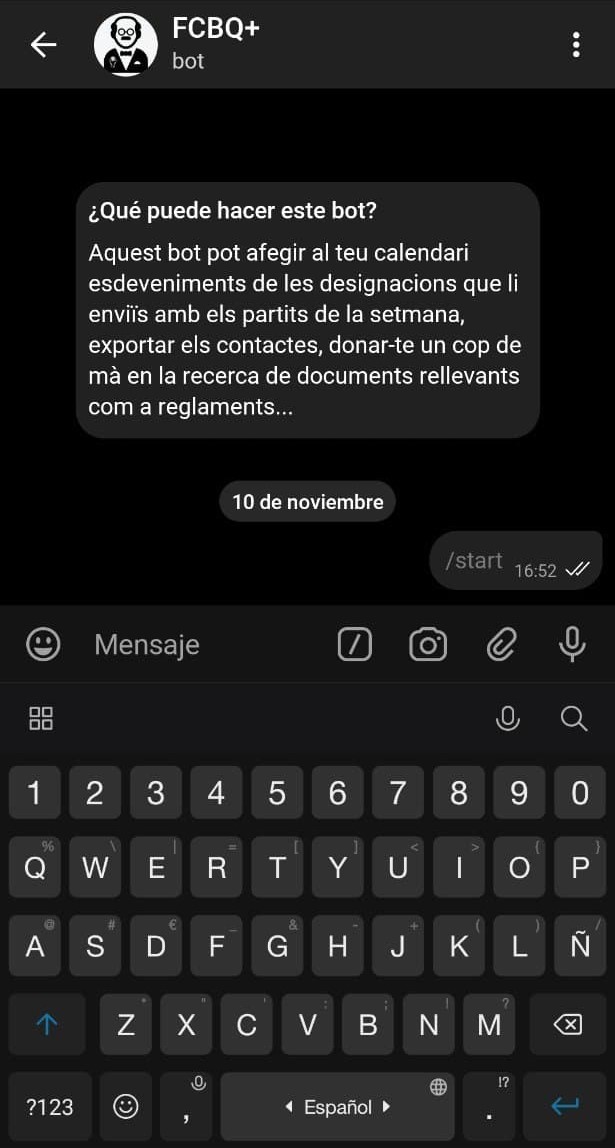 FCBQ+
bot
¿Qué puede hacer este bot?
Aquest bot pot afegir al teu calendari
esdeveniments de les designacions que li
enviïs amb els partits de la setmana,
exportar els contactes, donar-te un cop de
mà en la recerca de documents rellevants
com a reglaments...
10 de noviembre
/start 16:52
Mensaje
1 2 3 4 5 6 7 8 9 0
% \ | = [ ] < > { }
Q W E R T Y U I O P
@ # € _ & - + ( ) /
A S D F G H J K L Ñ
* " ' : ; ! ?
Z X C V B N M
!?
?123 , Español .